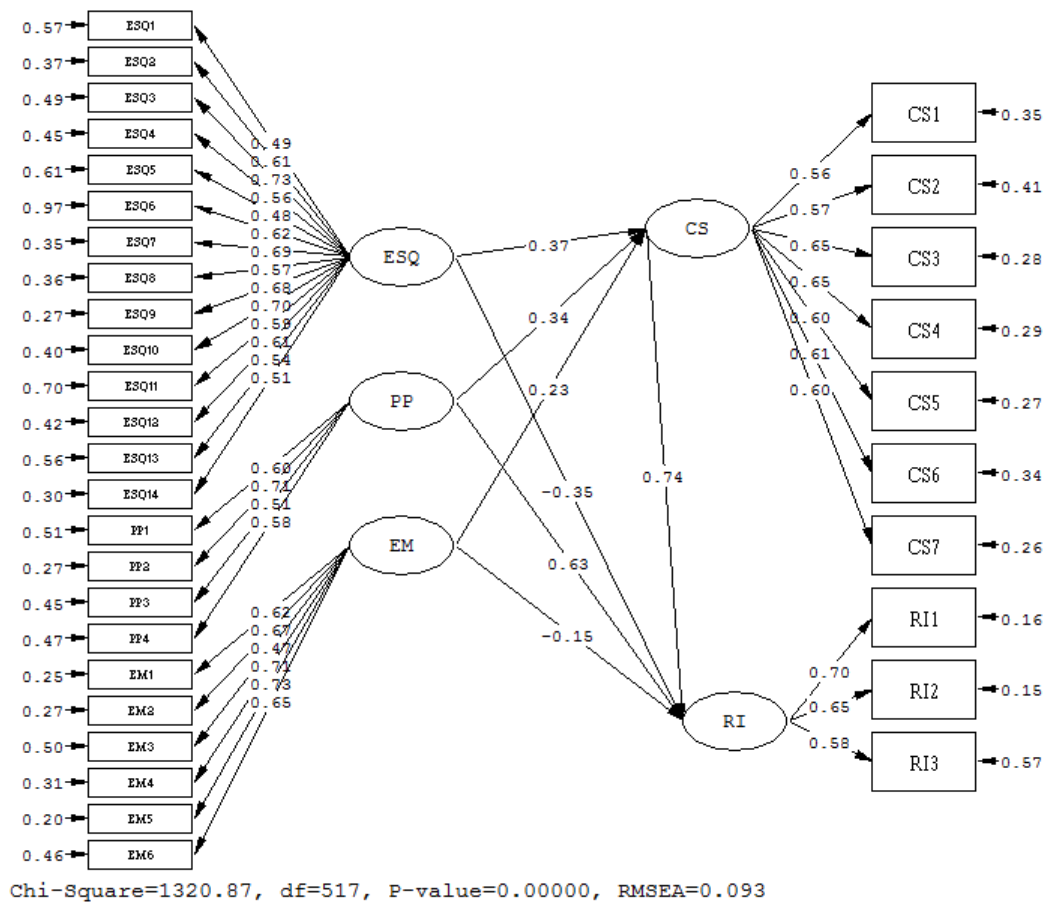 0.57 ESQ1
0.37 ESQ2
0.49 ESQ3
0.45 ESQ4
0.61 ESQ5
0.97 ESQ6
0.35 ESQ7
0.36 ESQ8
0.27 ESQ9
0.40 ESQ10
0.70 ESQ11
0.42 ESQ12
0.56 ESQ13
0.30 ESQ14
0.51 PP1
0.27 PP2
0.45 PP3
0.47 PP4
0.25 EM1
0.27 EM2
0.50 EM3
0.31 EM4
0.20 EM5
0.46 EM6
0.49
0.61
0.73
0.56
0.48
0.62
0.69
0.57
0.68
0.70
0.59
0.61
0.54
0.51
0.60
0.71
0.51
0.58
0.62
0.67
0.47
0.71
0.73
0.65
ESQ
PP
EM
0.37
0.34
0.23
-0.35
0.63
-0.15
0.74
CS
RI
0.56
0.57
0.65
0.65
0.60
0.61
0.60
0.70
0.65
0.58
CS1 0.35
CS2 0.41
CS3 0.28
CS4 0.29
CS5 0.27
CS6 0.34
CS7 0.26
RI1 0.16
RI2 0.15
RI3 0.57
Chi-Square=1320.87, df=517, P-value=0.00000, RMSEA=0.093